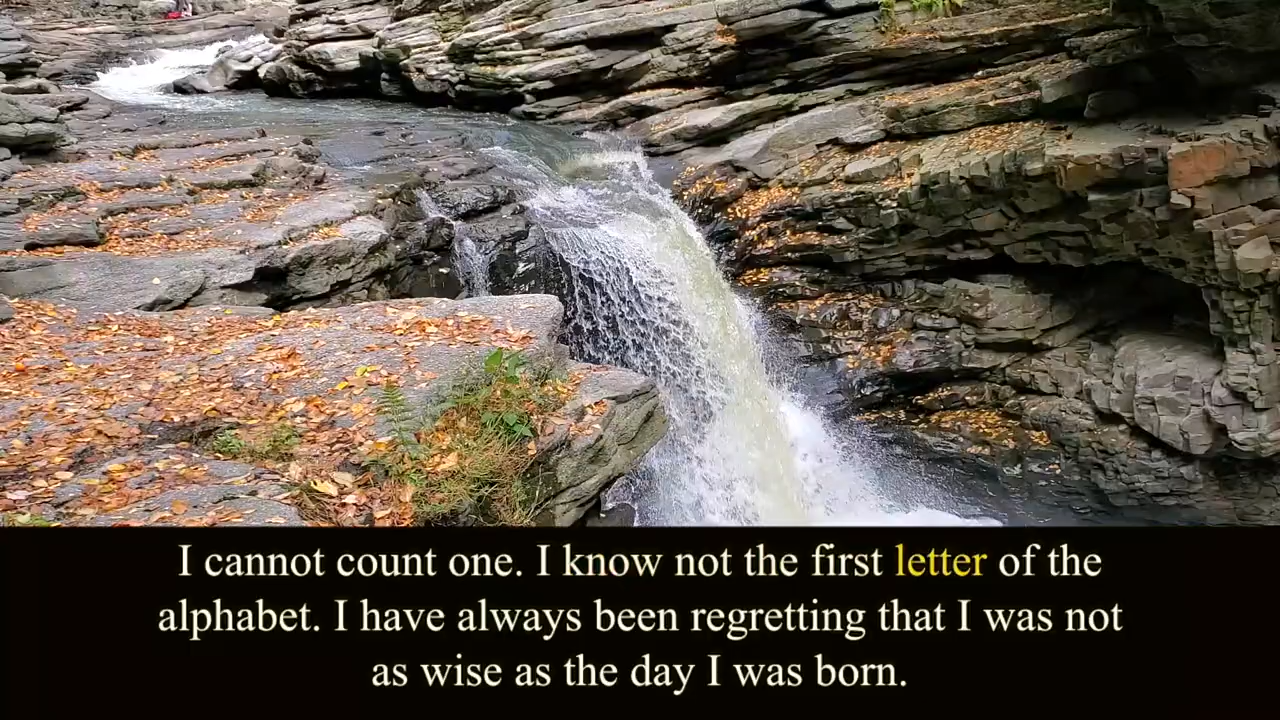 I cannot count one. I know not the first letter of the
alphabet. I have always been regretting that I was not
as wise as the day I was born.